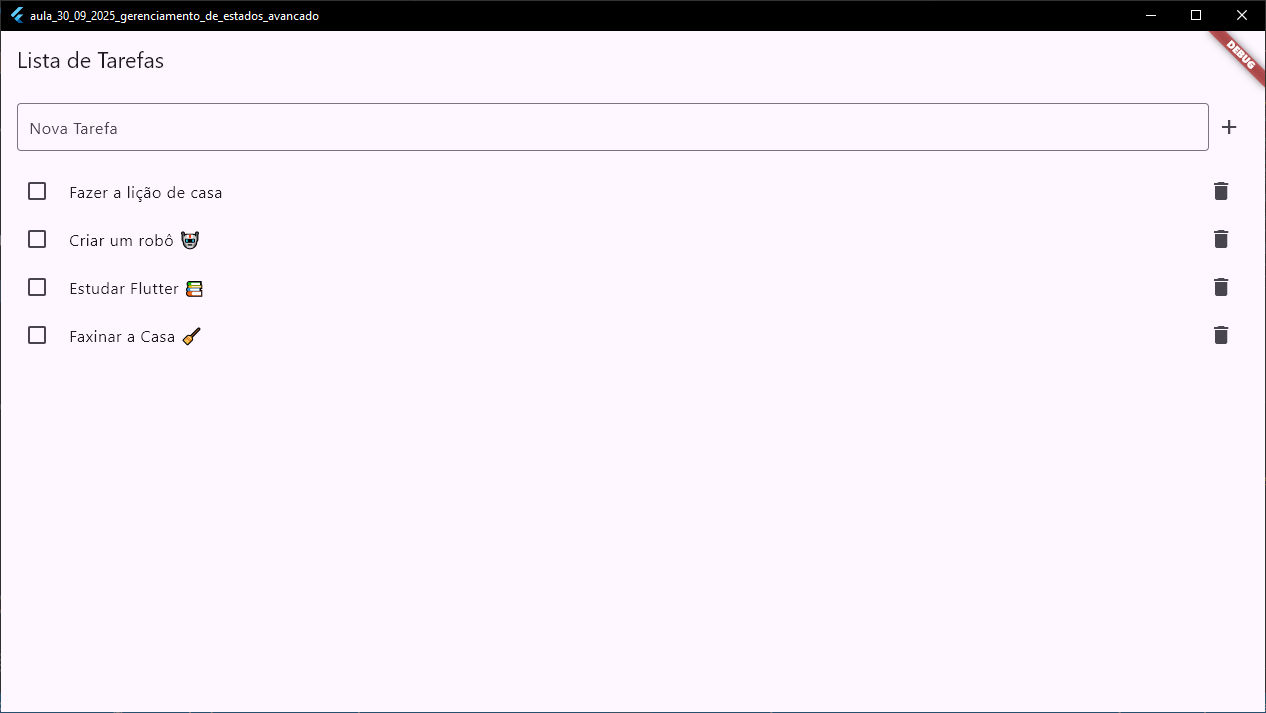 aula_30_09_2025_gerenciamento_de_estados_avancado
DEBUG
Lista de Tarefas
Nova Tarefa
Fazer a lição de casa
Criar um robô 🤖
Estudar Flutter 📚
Faxinar a Casa 🧹